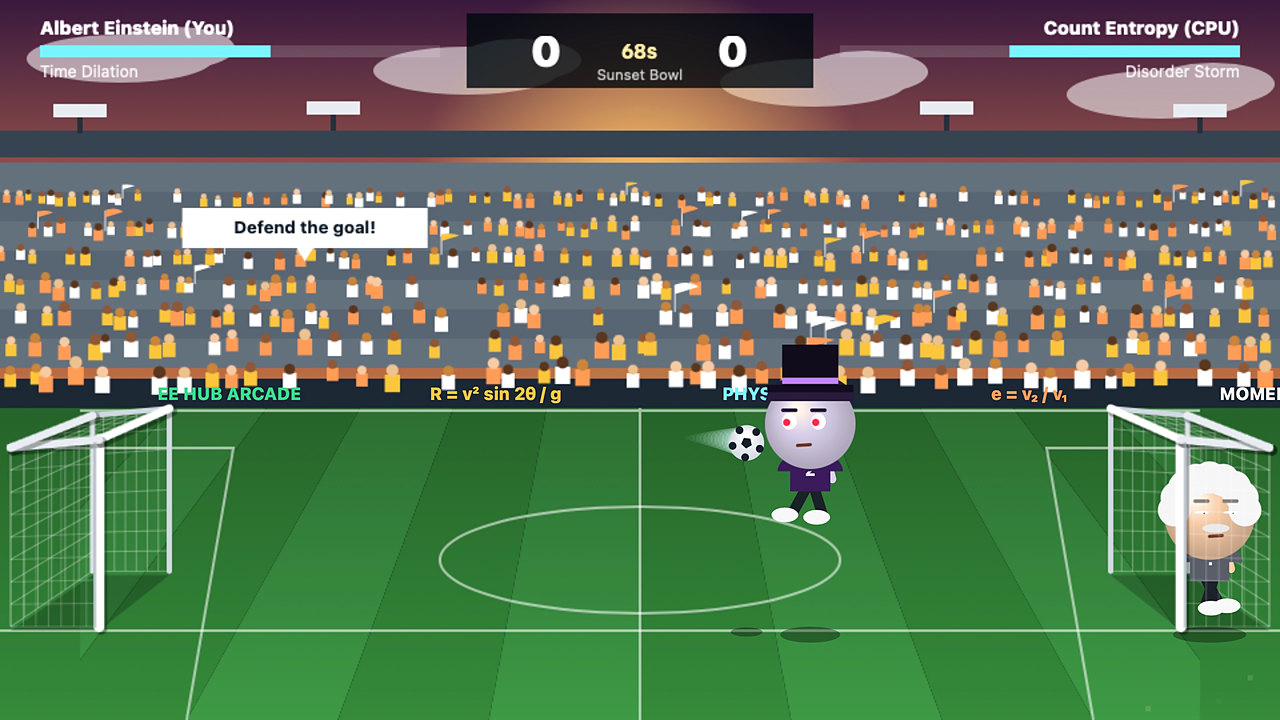 Albert Einstein (You)
Time Dilation
0
68s
0
Sunset Bowl
Count Entropy (CPU)
Disorder Storm
Defend the goal!
EE HUB ARCADE
R = v² sin 2θ / g
PHYS
e = v₂ / v₁
MOME